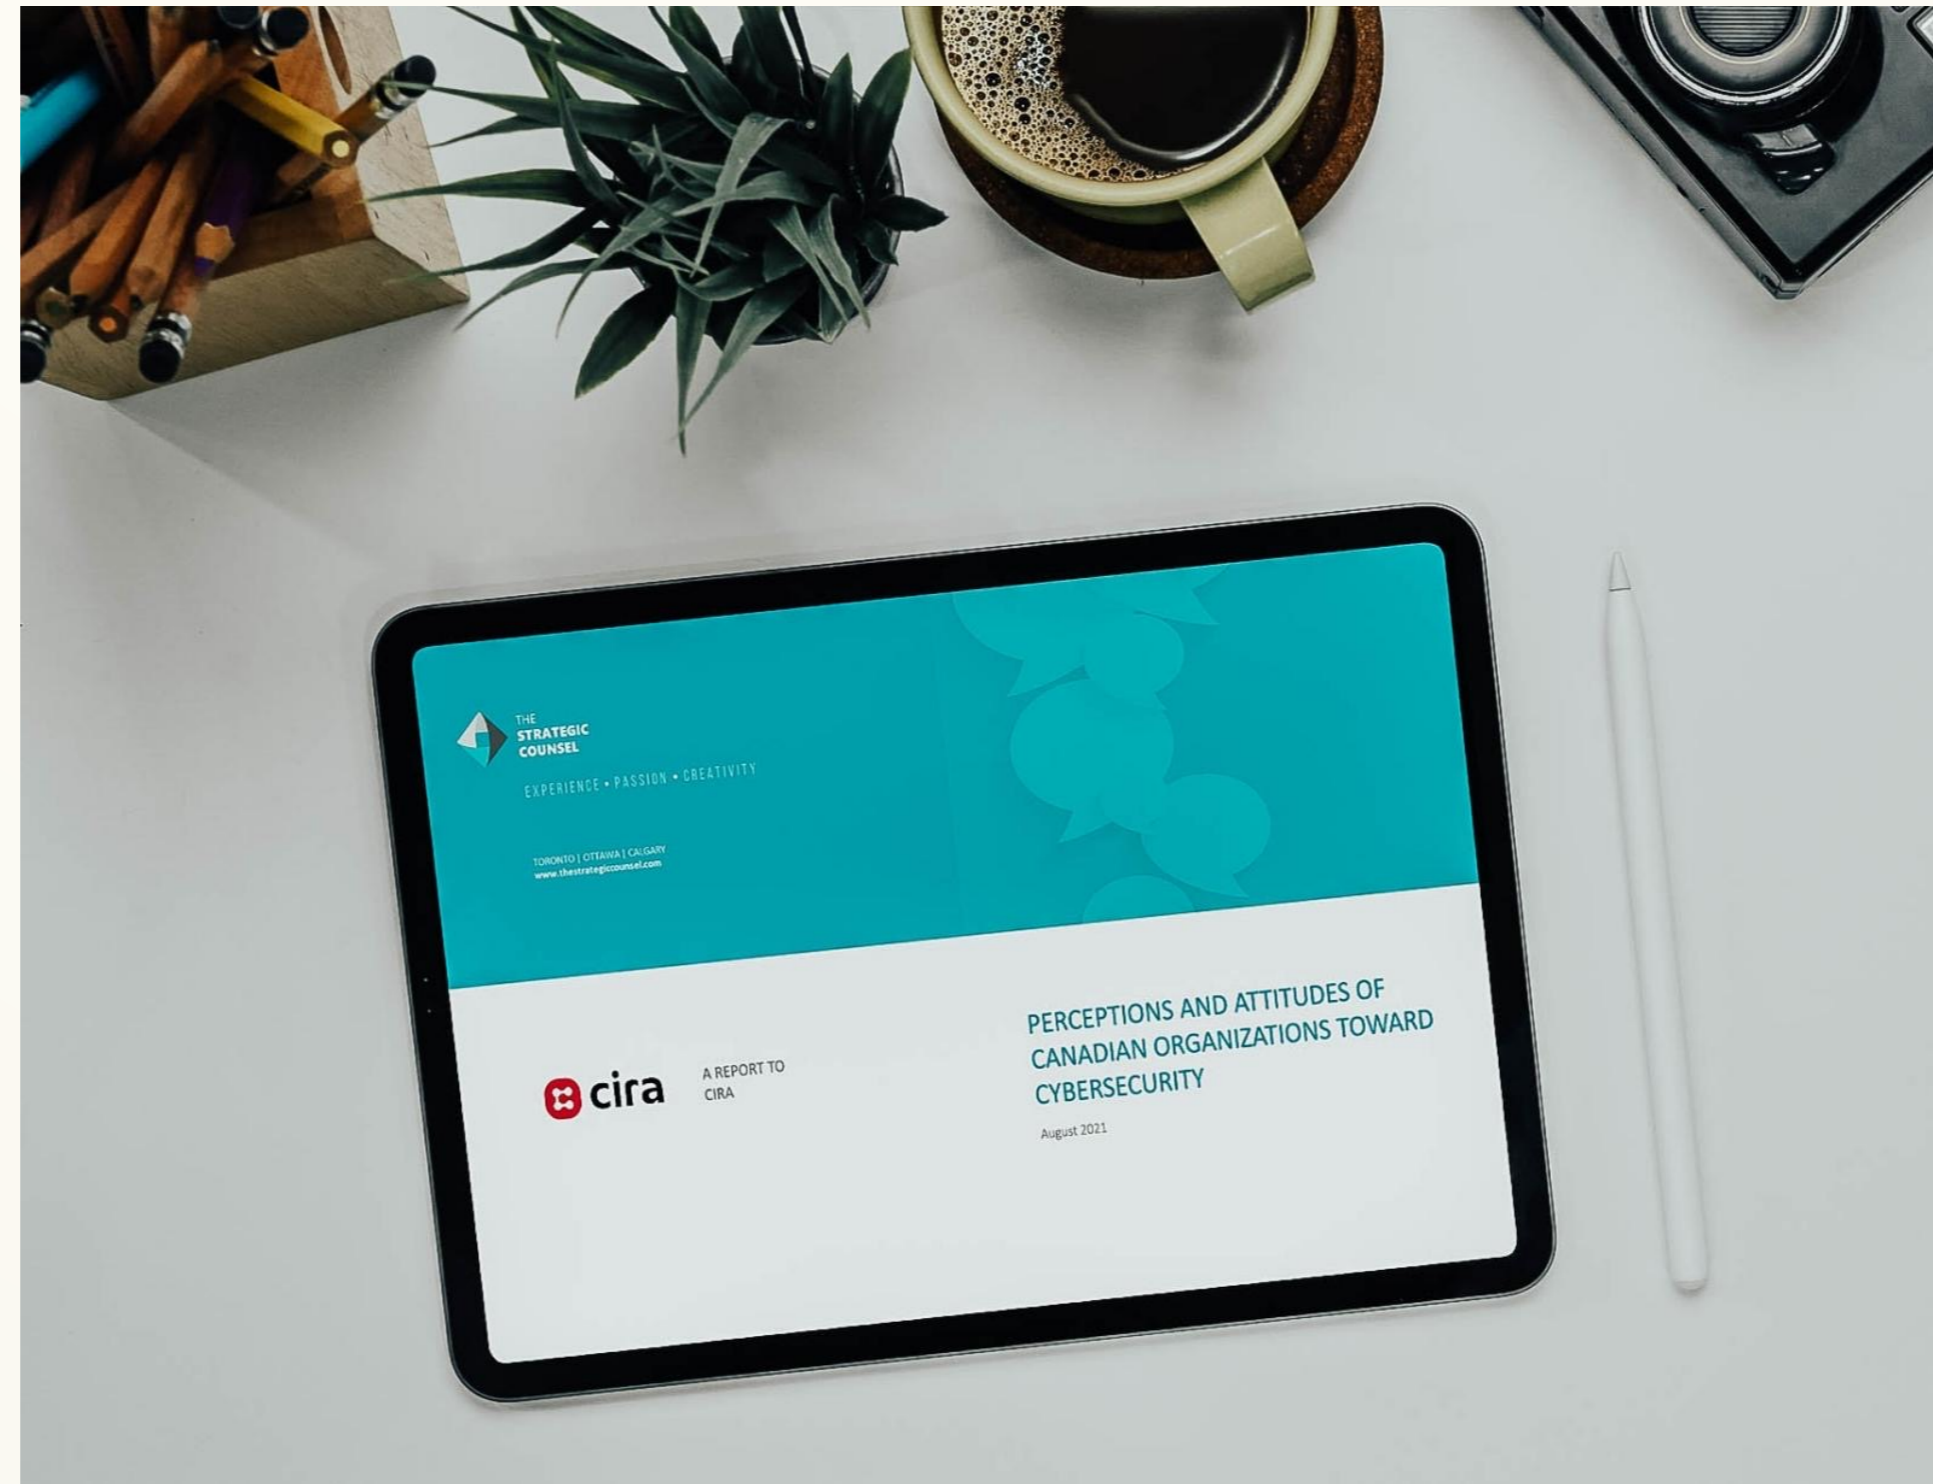 THE
STRATEGIC
COUNSEL
EXPERIENCE • PASSION • CREATIVITY
TORONTO | OTTAWA | CALGARY
www.thestrategiccounsel.com
cira
A REPORT TO
CIRA
PERCEPTIONS AND ATTITUDES OF
CANADIAN ORGANIZATIONS TOWARD
CYBERSECURITY
August 2021